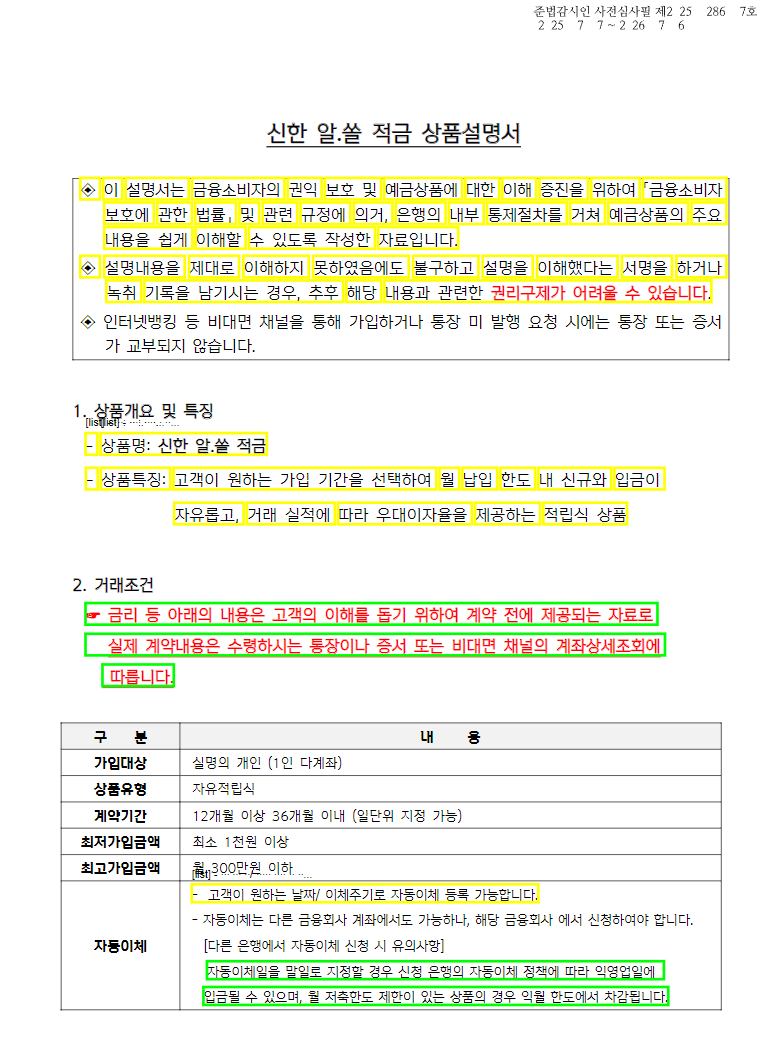 준법감시인 사전심사필 제2 25 286 7호
2 25 7 7 ~ 2 26 7 6
신한 알.쏠 적금 상품설명서
◈ 이 설명서는 금융소비자의 권익 보호 및 예금상품에 대한 이해 증진을 위하여 「금융소비자
보호에 관한 법률」 및 관련 규정에 의거, 은행의 내부 통제절차를 거쳐 예금상품의 주요
내용을 쉽게 이해할 수 있도록 작성한 자료입니다.
◈ 설명내용을 제대로 이해하지 못하였음에도 불구하고 설명을 이해했다는 서명을 하거나
녹취 기록을 남기시는 경우, 추후 해당 내용과 관련한 권리구제가 어려울 수 있습니다.
◈ 인터넷뱅킹 등 비대면 채널을 통해 가입하거나 통장 미 발행 요청 시에는 통장 또는 증서
가 교부되지 않습니다.
1. 상품개요 및 특징
- 상품명: 신한 알.쏠 적금
- 상품특징: 고객이 원하는 가입 기간을 선택하여 월 납입 한도 내 신규와 입금이
자유롭고, 거래 실적에 따라 우대이자율을 제공하는 적립식 상품
2. 거래조건
☞ 금리 등 아래의 내용은 고객의 이해를 돕기 위하여 계약 전에 제공되는 자료로
실제 계약내용은 수령하시는 통장이나 증서 또는 비대면 채널의 계좌상세조회에
따릅니다.
구 분 내 용
가입대상 실명의 개인 (1인 다계좌)
상품유형 자유적립식
계약기간 12개월 이상 36개월 이내 (일단위 지정 가능)
최저가입금액 최소 1천원 이상
최고가입금액 월 300만원 이하
- 고객이 원하는 날짜/ 이체주기로 자동이체 등록 가능합니다.
- 자동이체는 다른 금융회사 계좌에서도 가능하나, 해당 금융회사 에서 신청하여야 합니다.
자동이체 [다른 은행에서 자동이체 신청 시 유의사항]
자동이체일을 말일로 지정할 경우 신청 은행의 자동이체 정책에 따라 익영업일에
입금될 수 있으며, 월 저축한도 제한이 있는 상품의 경우 익월 한도에서 차감됩니다.